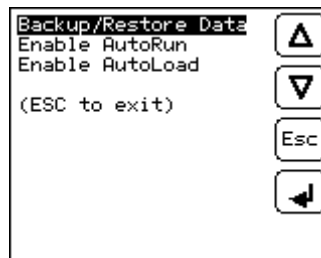 Backup/Restore Data
Enable AutoRun
Enable AutoLoad
(ESC to exit)
Esc